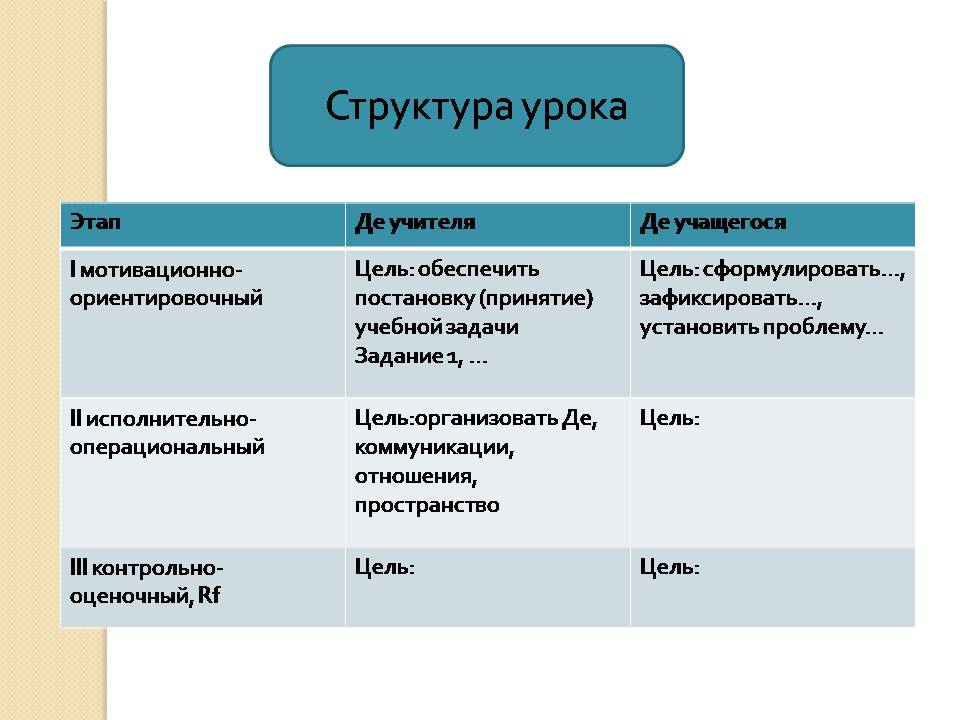 Структура урока
Этап
Де учителя
Де учащегося
I мотивационно-
ориентировочный
Цель: обеспечить
постановку (принятие)
учебной задачи
Задание 1, ...
Цель: сформулировать...,
зафиксировать...,
установить проблему...
II исполнительно-
операциональный
Цель:организовать Де,
коммуникации,
отношения,
пространство
Цель:
III контрольно-
оценочный, Rf
Цель:
Цель: